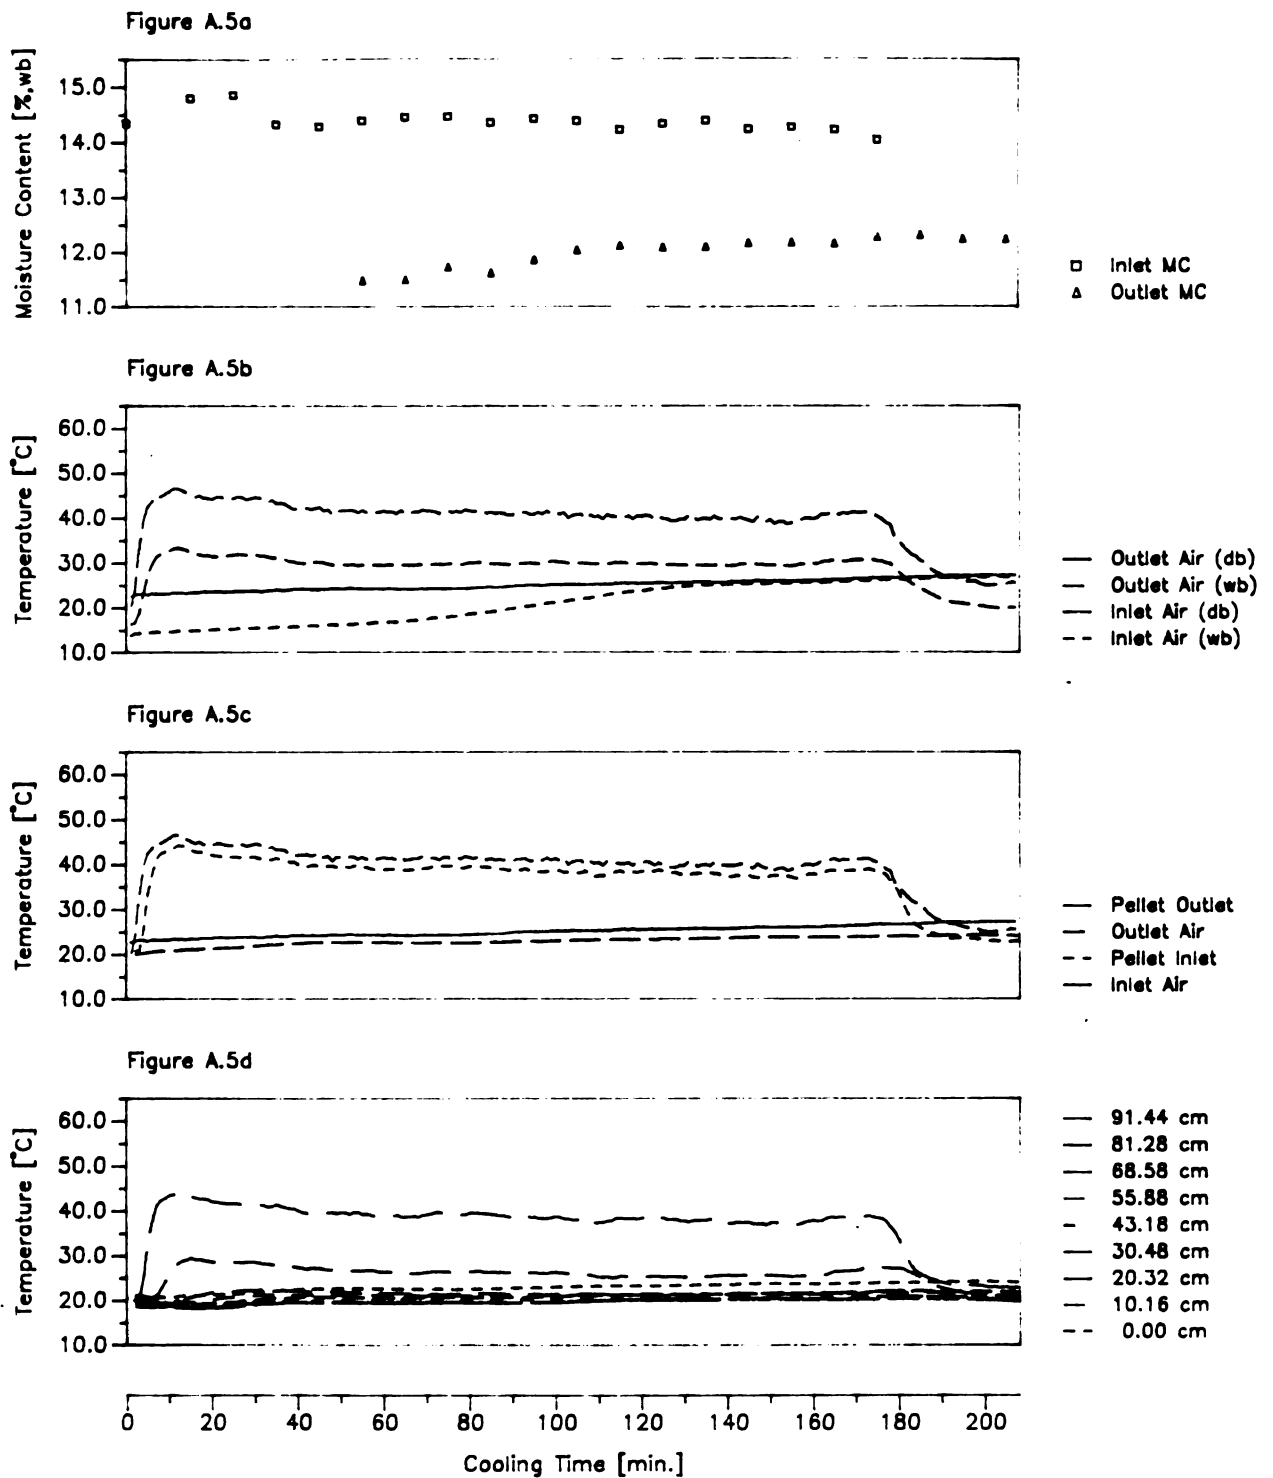 Figure A.5a
Moisture Content [%,wb]
15.0
14.0
13.0
12.0
11.0
Inlet MC
Outlet MC
Figure A.5b
Temperature [°C]
60.0
50.0
40.0
30.0
20.0
10.0
Outlet Air (db)
Outlet Air (wb)
Inlet Air (db)
Inlet Air (wb)
Figure A.5c
Temperature [°C]
60.0
50.0
40.0
30.0
20.0
10.0
Pellet Outlet
Outlet Air
Pellet Inlet
Inlet Air
Figure A.5d
Temperature [°C]
60.0
50.0
40.0
30.0
20.0
10.0
91.44 cm
81.28 cm
68.58 cm
55.88 cm
43.18 cm
30.48 cm
20.32 cm
10.16 cm
0.00 cm
0 20 40 60 80 100 120 140 160 180 200
Cooling Time [min.]